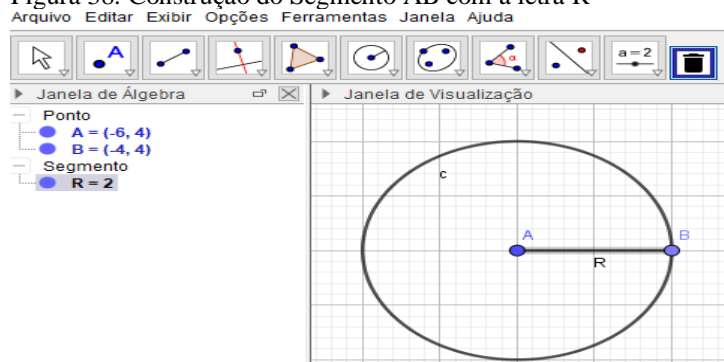 Figura 38: Construção do Segmento AB com a letra R
Arquivo Editar Exibir Opções Ferramentas Janela Ajuda
A
α
a = 2
Janela de Álgebra
Janela de Visualização
Ponto
A = (-6, 4)
B = (-4, 4)
Segmento
R = 2
c
A
B
R